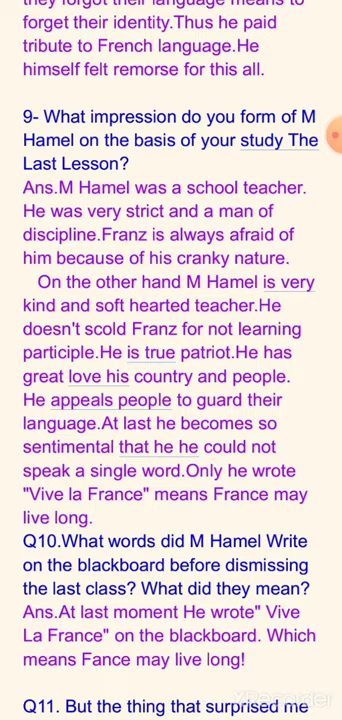 they forgot their language means to
forget their identity.Thus he paid
tribute to French language.He
himself felt remorse for this all.
9- What impression do you form of M
Hamel on the basis of your study The
Last Lesson?
Ans.M Hamel was a school teacher.
He was very strict and a man of
discipline.Franz is always afraid of
him because of his cranky nature.
On the other hand M Hamel is very
kind and soft hearted teacher.He
doesn't scold Franz for not learning
participle.He is true patriot.He has
great love his country and people.
He appeals people to guard their
language.At last he becomes so
sentimental that he he could not
speak a single word.Only he wrote
"Vive la France" means France may
live long.
Q10.What words did M Hamel Write
on the blackboard before dismissing
the last class? What did they mean?
Ans.At last moment He wrote" Vive
La France" on the blackboard. Which
means Fance may live long!
XRecorder
Q11. But the thing that surprised me